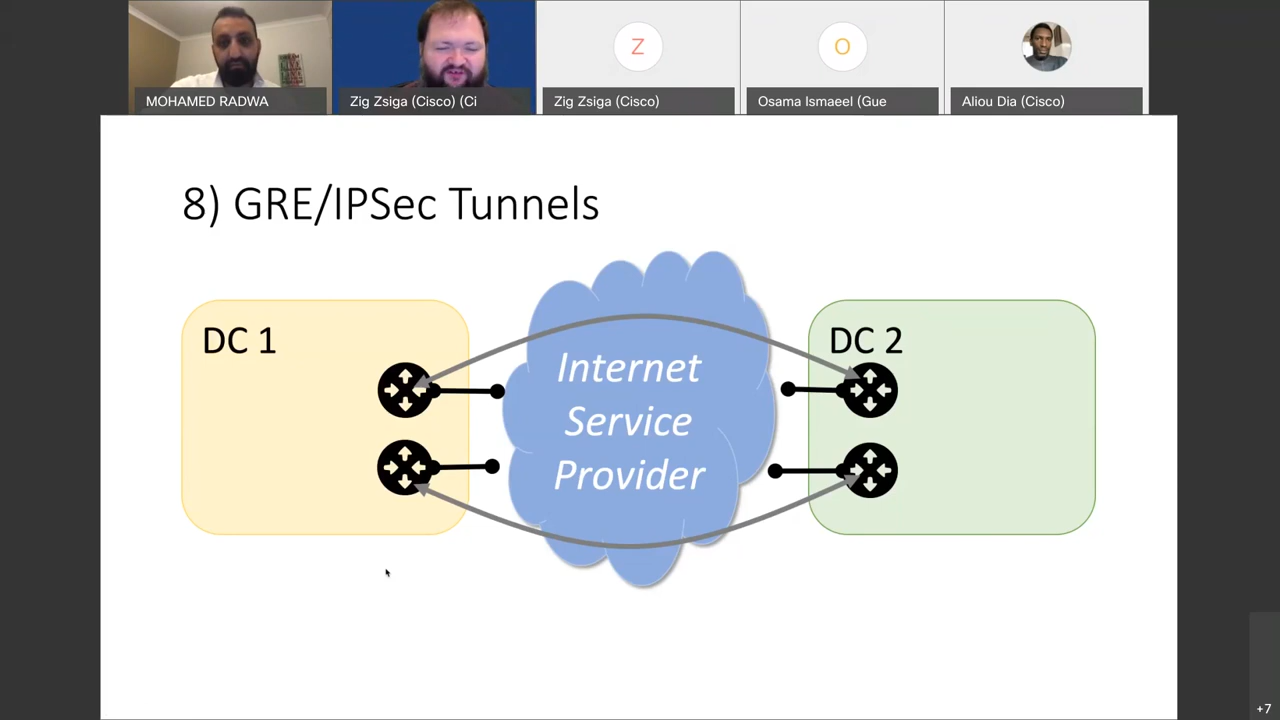 MOHAMED RADWA
Zig Zsiga (Cisco) (Ci
Z
Zig Zsiga (Cisco)
O
Osama Ismaeel (Gue
Aliou Dia (Cisco)
8) GRE/IPSec Tunnels
DC 1
Internet
Service
Provider
DC 2
+7